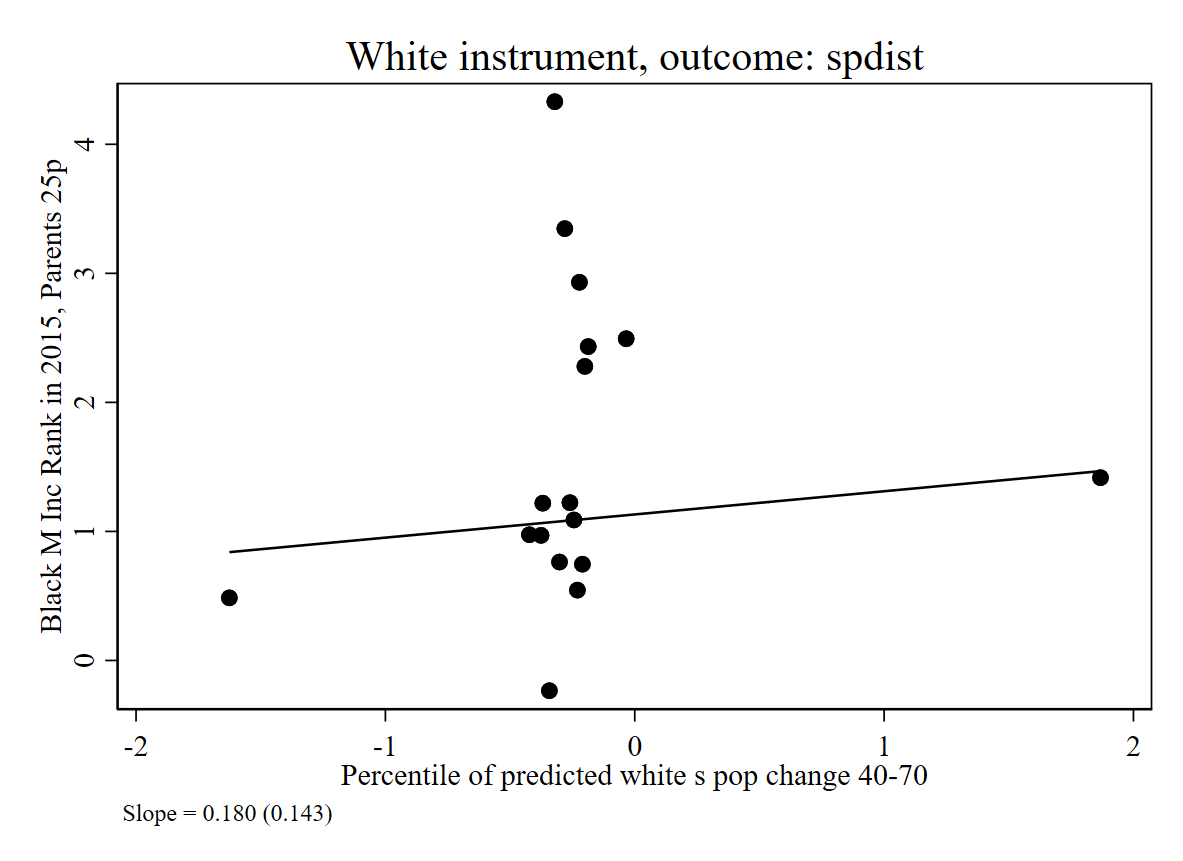 White instrument, outcome: spdist
Black M Inc Rank in 2015, Parents 25p
4
3
2
1
0
-2 -1 0 1 2
Percentile of predicted white s pop change 40-70
Slope = 0.180 (0.143)